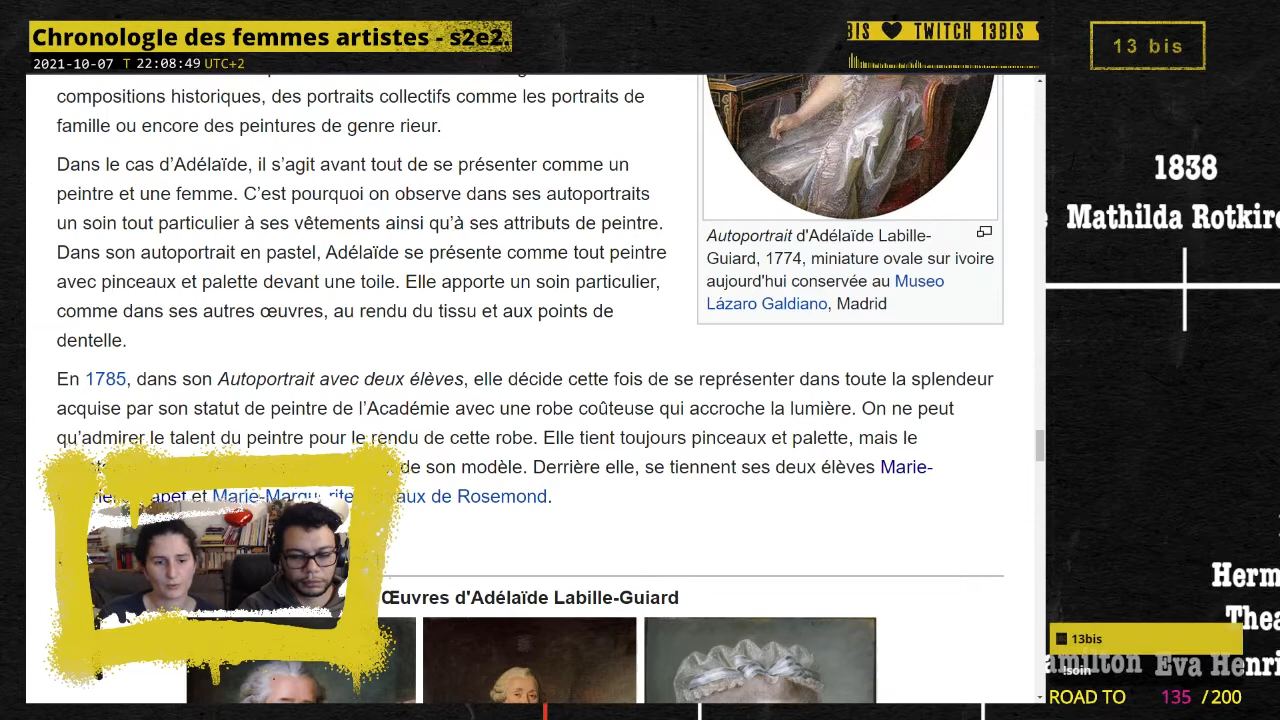 Chronologie des femmes artistes - s2e2.
BIS TWITCH 13BIS
13 bis
2021-10-07 T 22:08:49 UTC+2
compositions historiques, des portraits collectifs comme les portraits de
famille ou encore des peintures de genre rieur.
Dans le cas d’Adélaïde, il s’agit avant tout de se présenter comme un
peintre et une femme. C’est pourquoi on observe dans ses autoportraits
un soin tout particulier à ses vêtements ainsi qu’à ses attributs de peintre.
Dans son autoportrait en pastel, Adélaïde se présente comme tout peintre
avec pinceaux et palette devant une toile. Elle apporte un soin particulier,
comme dans ses autres œuvres, au rendu du tissu et aux points de
dentelle.
Autoportrait d'Adélaïde Labille-
Guiard, 1774, miniature ovale sur ivoire
aujourd'hui conservée au Museo
Lázaro Galdiano, Madrid
En 1785, dans son Autoportrait avec deux élèves, elle décide cette fois de se représenter dans toute la splendeur
acquise par son statut de peintre de l’Académie avec une robe coûteuse qui accroche la lumière. On ne peut
qu’admirer le talent du peintre pour le rendu de cette robe. Elle tient toujours pinceaux et palette, mais le
de son modèle. Derrière elle, se tiennent ses deux élèves Marie-
et aux de Rosemond.
Œuvres d'Adélaïde Labille-Guiard
1838
Mathilda Rotkir
Herm
Thea
amilton Eva Henri
13bis
!soin
ROAD TO 135 / 200